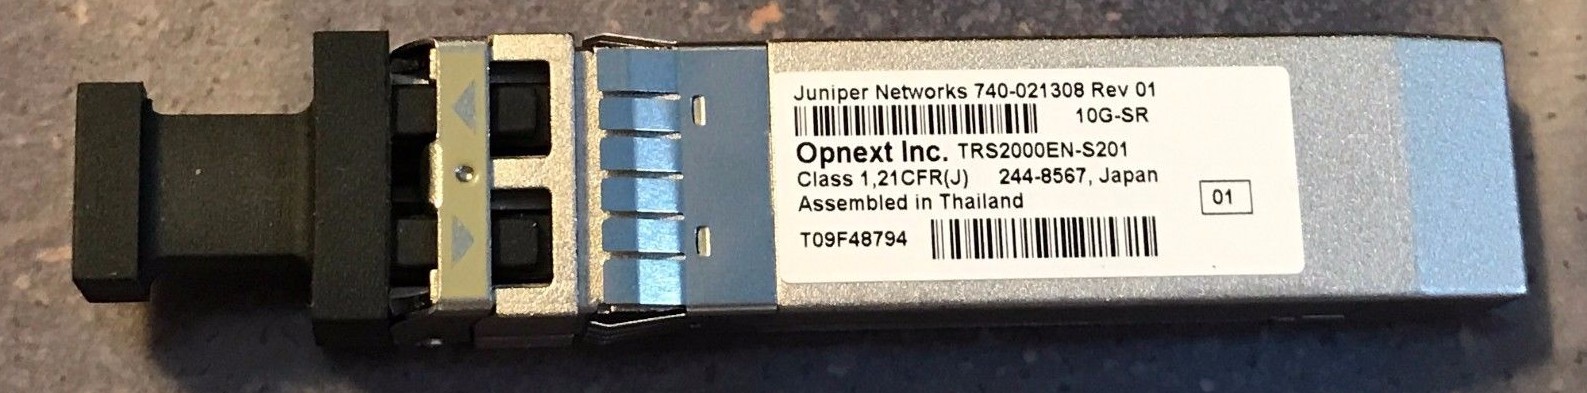 Juniper Networks 740-021308 Rev 01
10G-SR
Opnext Inc. TRS2000EN-S201
Class 1,21CFR(J) 244-8567, Japan
Assembled in Thailand
01
T09F48794